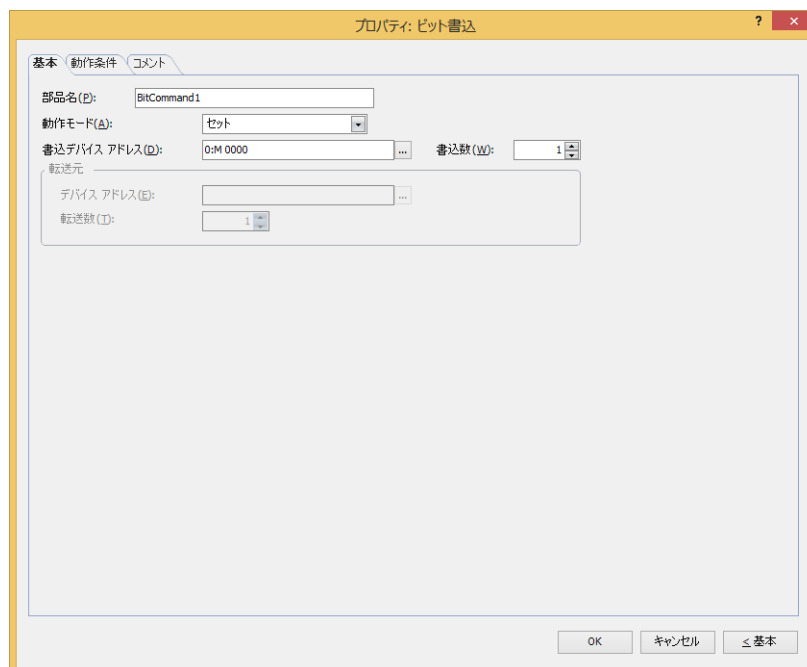 プロパティ: ビット書込
? ×
基本 動作条件 コメント
部品名(P): BitCommand1
動作モード(A): セット
書込デバイス アドレス(D): 0:M 0000 ... 書込数(W): 1
転送元
デバイス アドレス(E): ...
転送数(T): 1
OK キャンセル < 基本